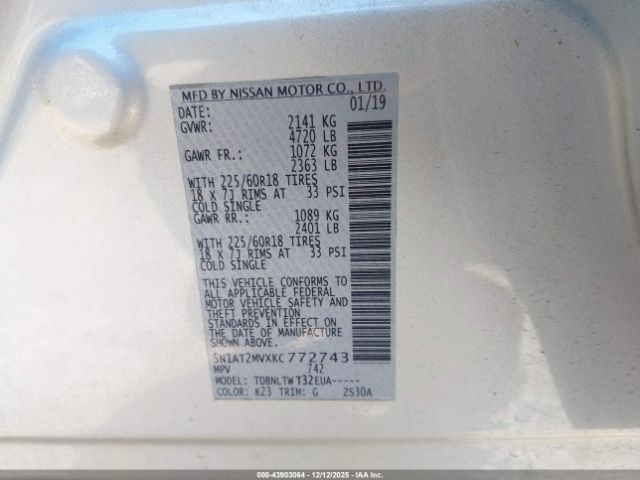 MFD BY NISSAN MOTOR CO., LTD.
DATE: 01/19
GVWR: 2141 KG
4720 LB
GAWR FR.: 1072 KG
2363 LB
WITH 225/60R18 TIRES
18 X 7J RIMS AT 33 PSI
COLD SINGLE
GAWR RR.: 1089 KG
2401 LB
WITH 225/60R18 TIRES
18 X 7J RIMS AT 33 PSI
COLD SINGLE
THIS VEHICLE CONFORMS TO
ALL APPLICABLE FEDERAL
MOTOR VEHICLE SAFETY AND
THEFT PREVENTION
STANDARDS IN EFFECT ON
THE DATE OF MANUFACTURE
SHOWN ABOVE.
5N1AT2MVXKC772743
MPV 742
MODEL: TDBNLTWT32EUA-----
COLOR: K23 TRIM: G 2S30A
000-43903064 - 12/12/2025 - IAA Inc.